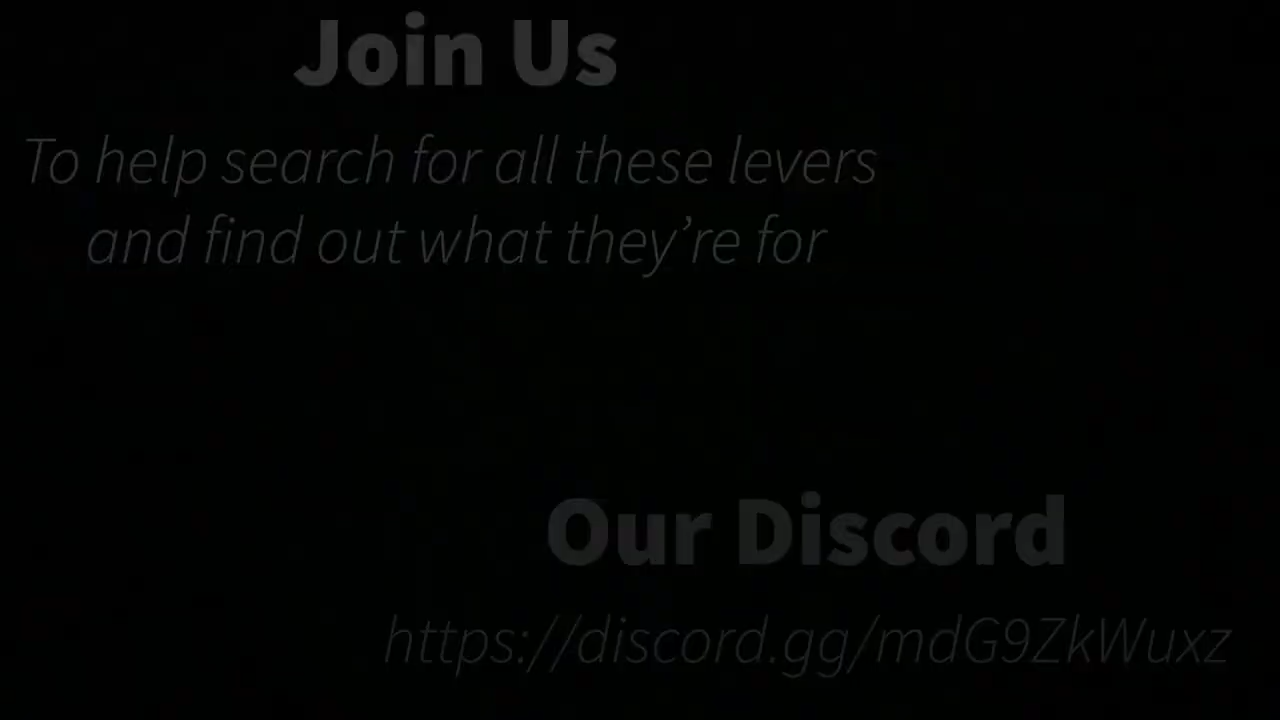 Join Us
To help search for all these levers
and find out what they’re for
Our Discord
https://discord.gg/mdG9ZkWuxz